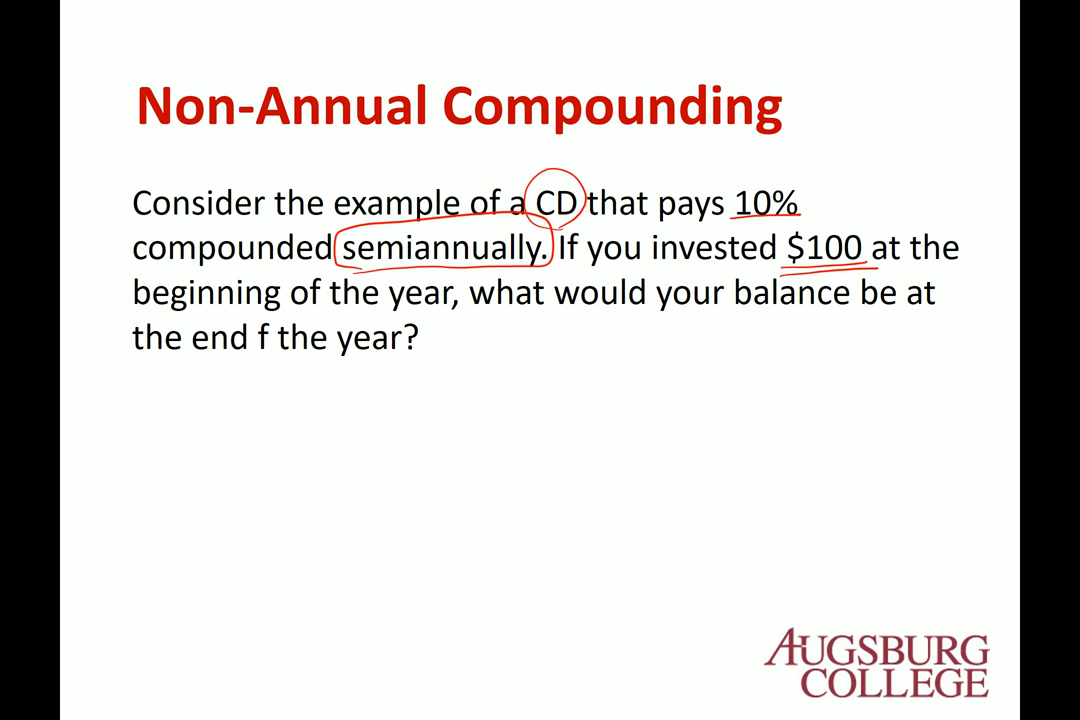 Non-Annual Compounding
Consider the example of a CD that pays 10%
compounded semiannually. If you invested $100 at the
beginning of the year, what would your balance be at
the end f the year?
AUGSBURG
COLLEGE